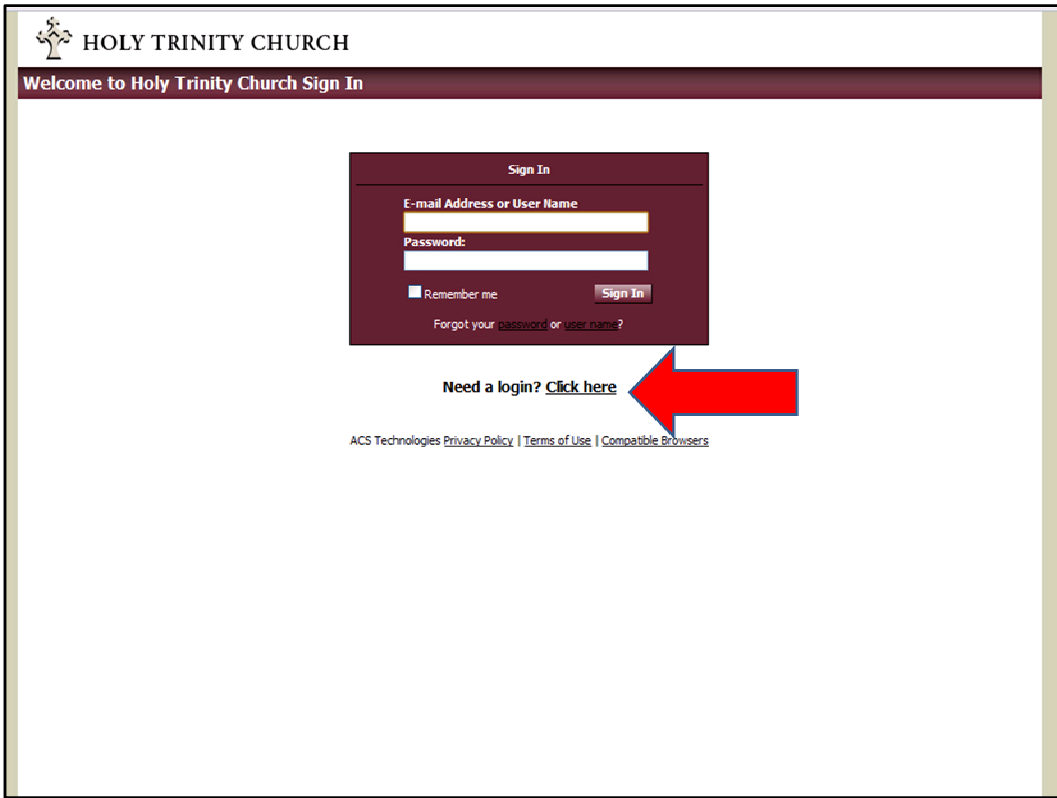 HOLY TRINITY CHURCH
Welcome to Holy Trinity Church Sign In
Sign In
E-mail Address or User Name
Password:
Remember me
Sign In
Forgot your password or user name?
Need a login? Click here
ACS Technologies Privacy Policy | Terms of Use | Compatible Browsers